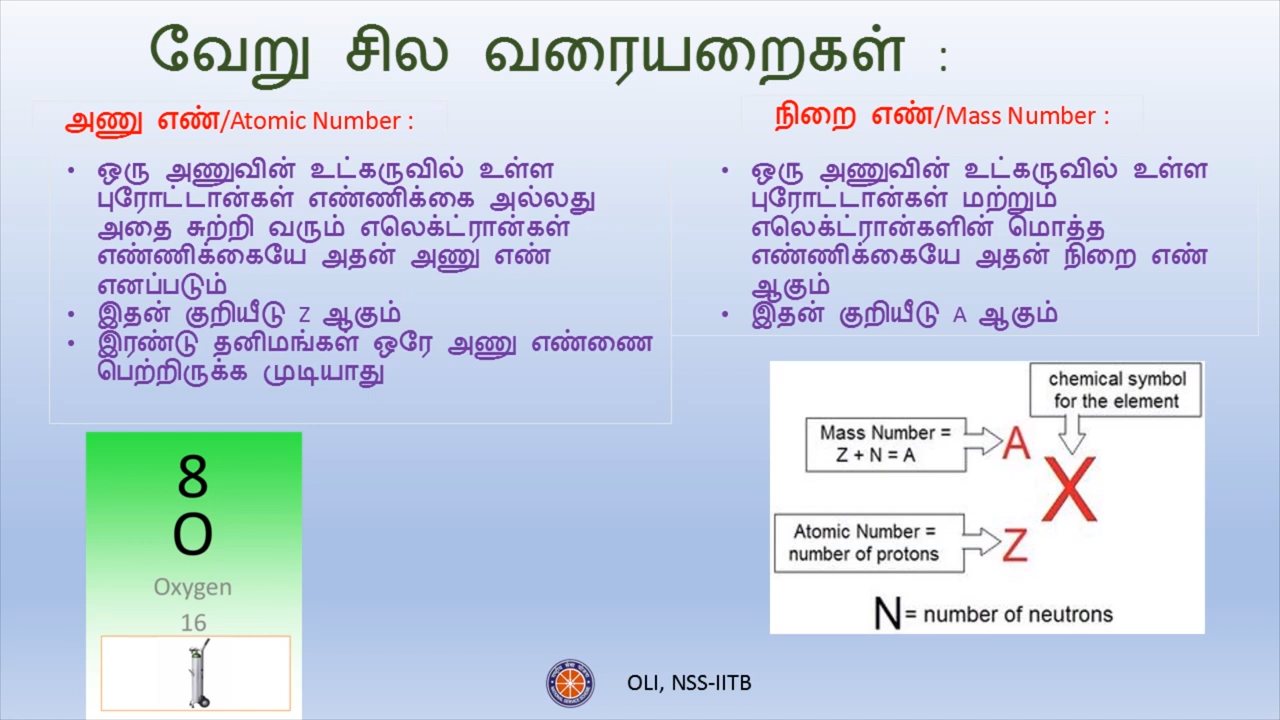 வேறு சில வரையறைகள் :
அணு எண்/Atomic Number :
• ஒரு அணுவின் உட்கருவில் உள்ள
புரோட்டான்கள் எண்ணிக்கை அல்லது
அதை சுற்றி வரும் எலெக்ட்ரான்கள்
எண்ணிக்கையே அதன் அணு எண்
எனப்படும்
• இதன் குறியீடு Z ஆகும்
• இரண்டு தனிமங்கள் ஒரே அணு எண்ணை
பெற்றிருக்க முடியாது
நிறை எண்/Mass Number :
• ஒரு அணுவின் உட்கருவில் உள்ள
புரோட்டான்கள் மற்றும்
எலெக்ட்ரான்களின் மொத்த
எண்ணிக்கையே அதன் நிறை எண்
ஆகும்
• இதன் குறியீடு A ஆகும்
8
O
Oxygen
16
chemical symbol
for the element
Mass Number =
Z + N = A
A
X
Atomic Number =
number of protons
Z
N= number of neutrons
OLI, NSS-IITB